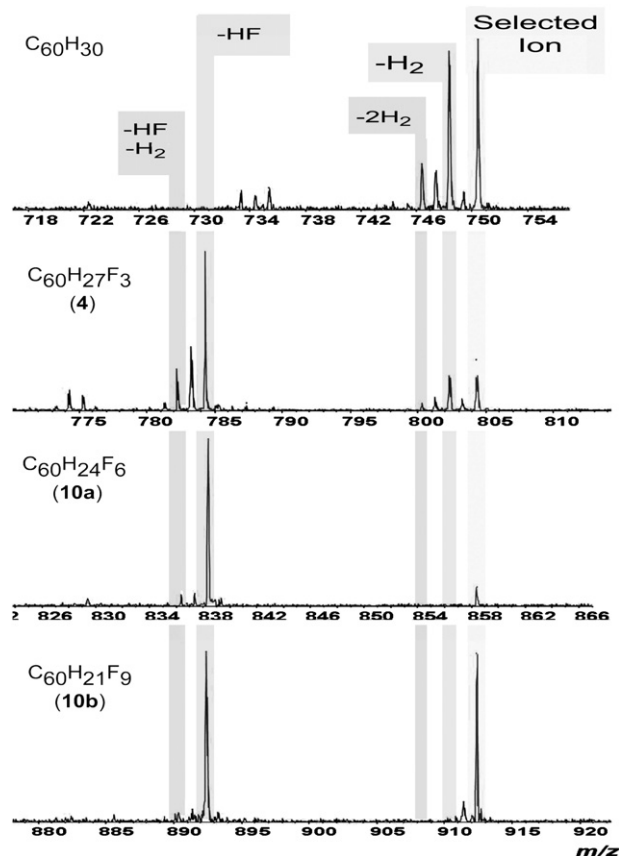 C60H30
-HF
Selected
Ion
-H2
-2H2
-HF
-H2
718 722 726 730 734 738 742 746 750 754
C60H27F3
(4)
775 780 785 790 795 800 805 810
C60H24F6
(10a)
2 826 830 834 838 842 846 850 854 858 862 866
C60H21F9
(10b)
880 885 890 895 900 905 910 915 920
m/z